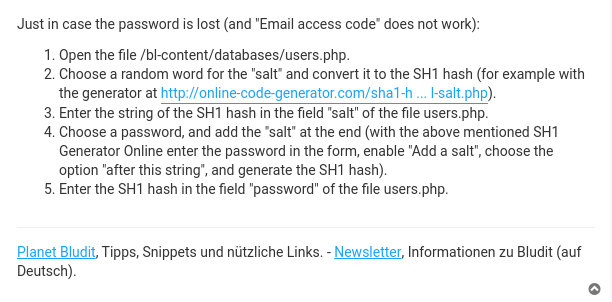 Just in case the password is lost (and "Email access code" does not work):
1. Open the file /bl-content/databases/users.php.
2. Choose a random word for the "salt" and convert it to the SH1 hash (for example with
the generator at http://online-code-generator.com/sha1-h ... l-salt.php).
3. Enter the string of the SH1 hash in the field "salt" of the file users.php.
4. Choose a password, and add the "salt" at the end (with the above mentioned SH1
Generator Online enter the password in the form, enable "Add a salt", choose the
option "after this string", and generate the SH1 hash).
5. Enter the SH1 hash in the field "password" of the file users.php.
Planet Bludit, Tipps, Snippets und nützliche Links. - Newsletter, Informationen zu Bludit (auf
Deutsch).